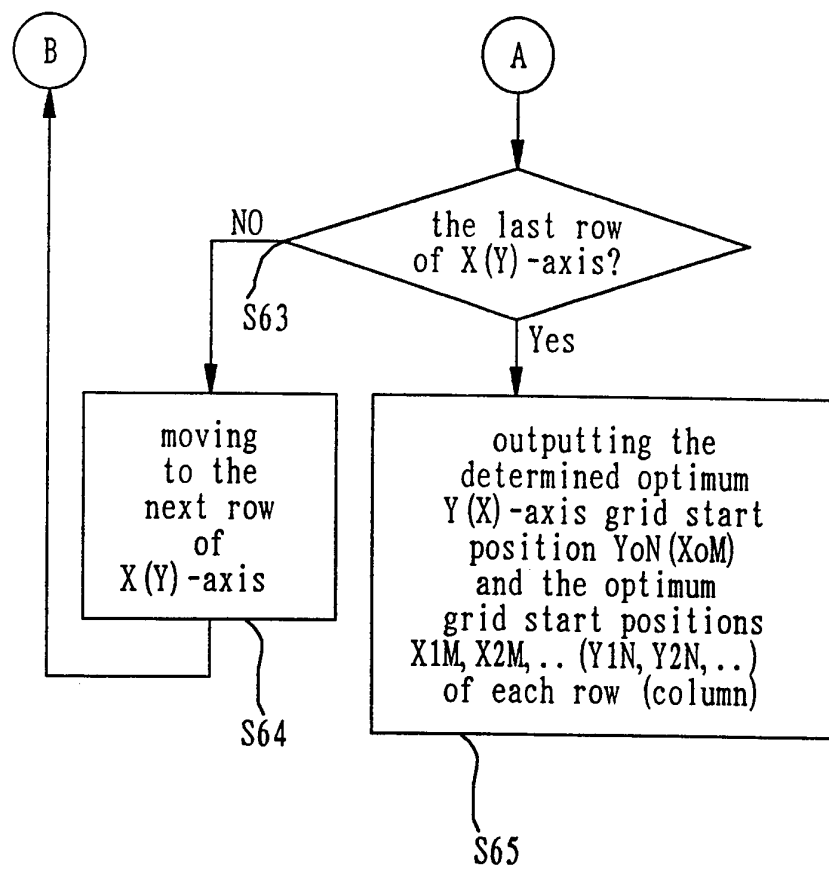 B
A
the last row
of X(Y)-axis?
NO
S63
Yes
moving
to the
next row
of
X(Y)-axis
S64
outputting the
determined optimum
Y(X)-axis grid start
position YoN(XoM)
and the optimum
grid start positions
X1M, X2M, .. (Y1N, Y2N, ..)
of each row (column)
S65